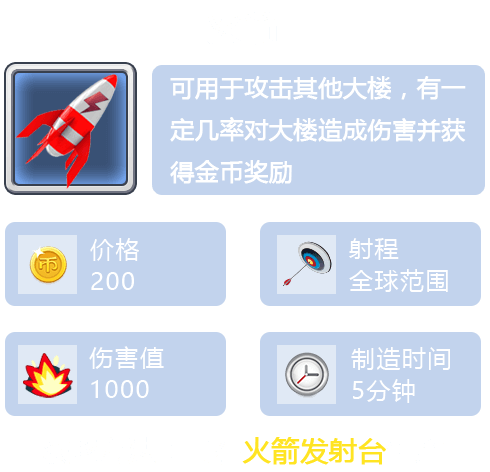 可用于攻击其他大楼，有一
定几率对大楼造成伤害并获
得金币奖励
币
价格
200
射程
全球范围
伤害值
1000
制造时间
5分钟
火箭发射台